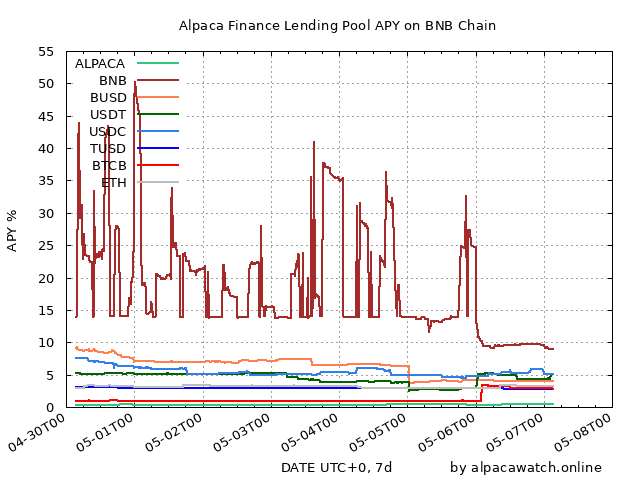 Alpaca Finance Lending Pool APY on BNB Chain
55
50
45
40
35
30
25
20
15
10
5
0
APY %
ALPACA
BNB
BUSD
USDT
USDC
TUSD
BTCB
ETH
04-30T00
05-01T00
05-02T00
05-03T00
05-04T00
05-05T00
05-06T00
05-07T00
05-08T00
DATE UTC+0, 7d
by alpacawatch.online